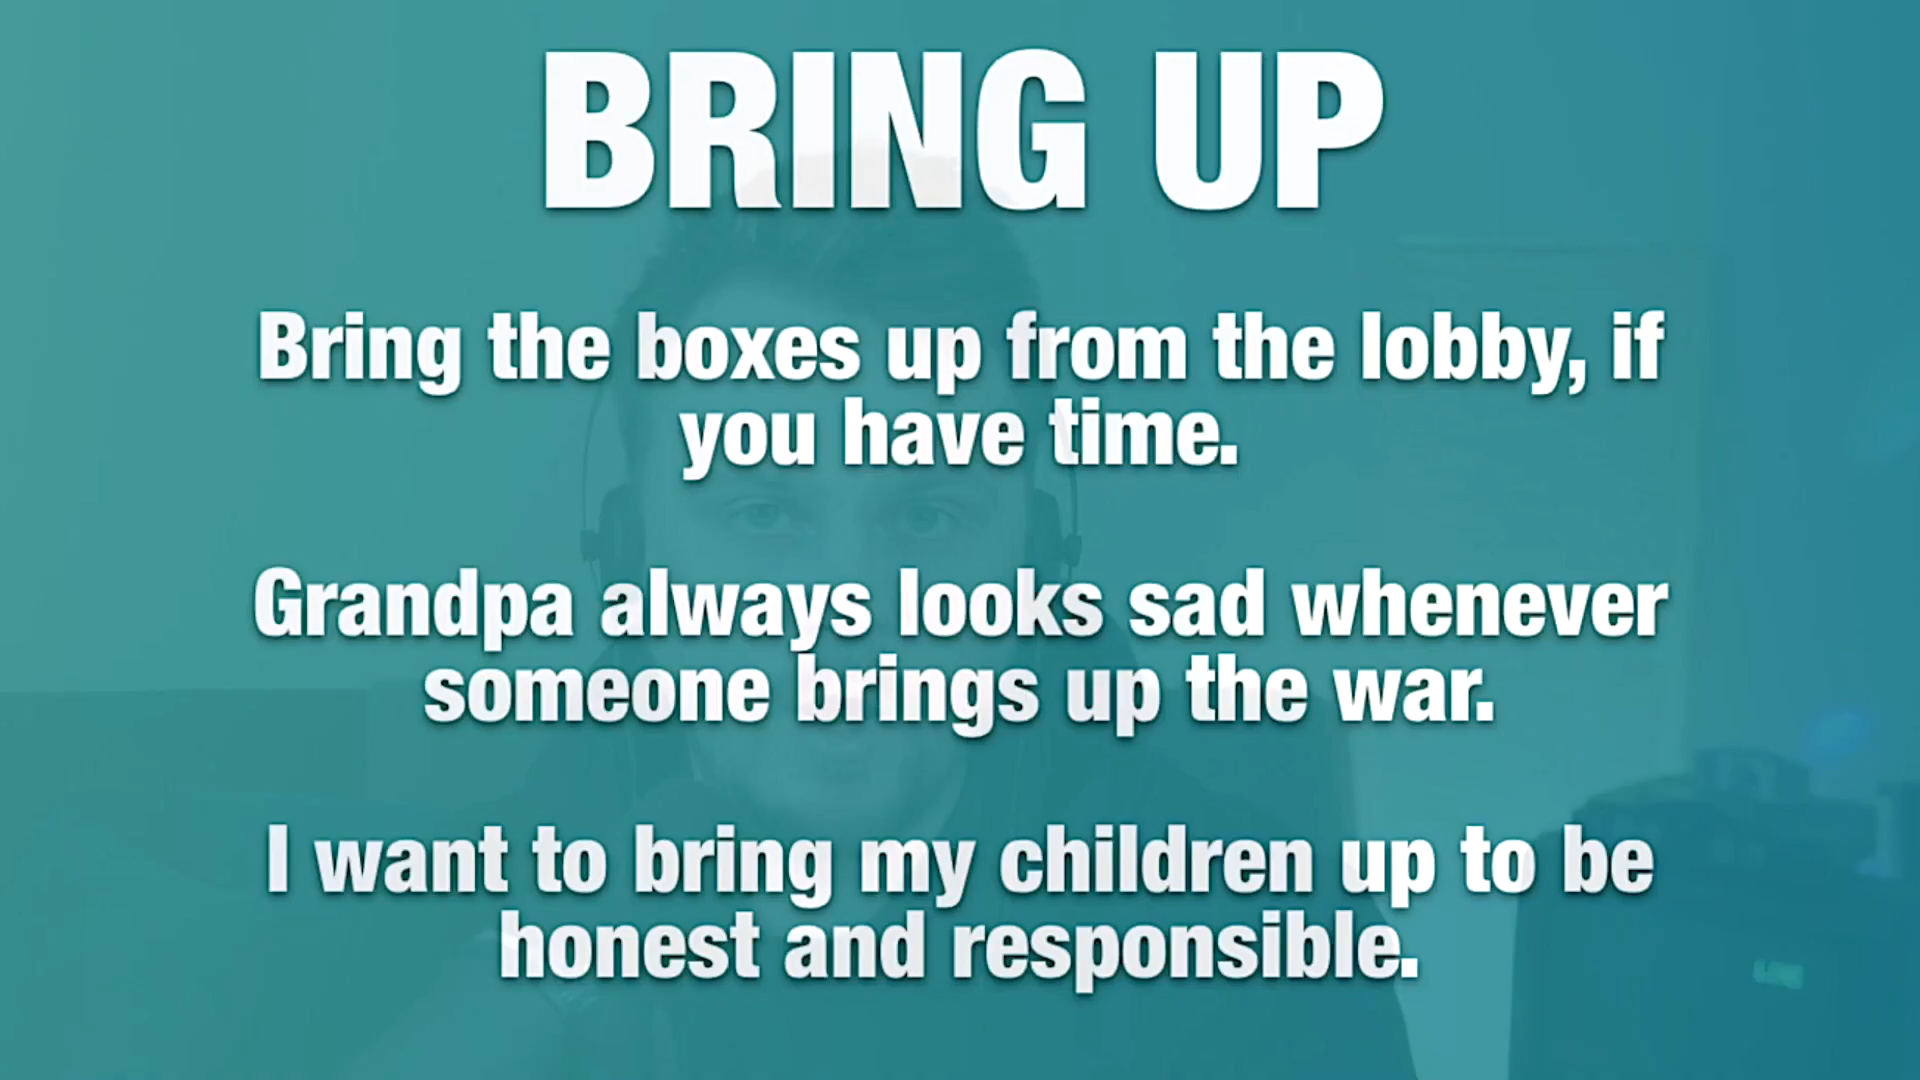 BRING UP
Bring the boxes up from the lobby, if
you have time.
Grandpa always looks sad whenever
someone brings up the war.
I want to bring my children up to be
honest and responsible.